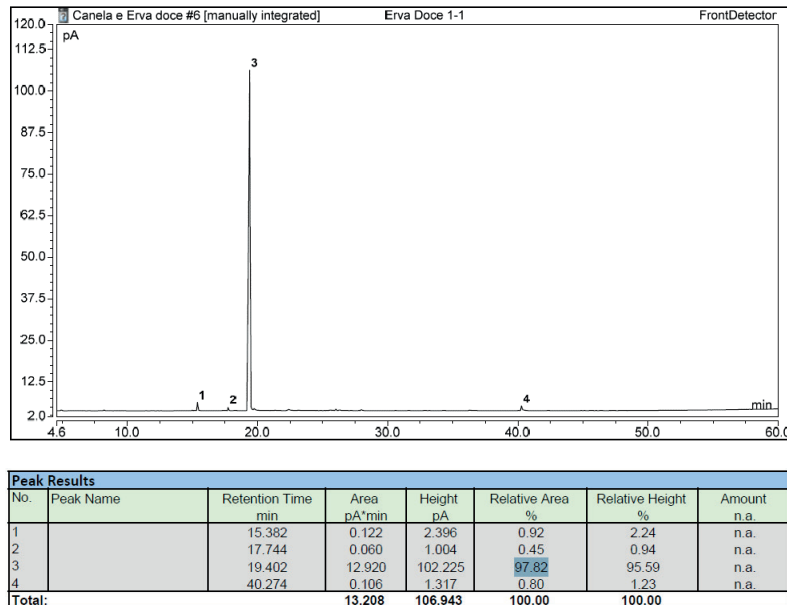 Canela e Erva doce #6 [manually integrated] Erva Doce 1-1 FrontDetector
120.0
pA
112.5
100.0
87.5
75.0
62.5
50.0
37.5
25.0
12.5
2.0
3
1
2
4
min
4.6 10.0 20.0 30.0 40.0 50.0 60.0
Peak Results
No. Peak Name Retention Time Area Height Relative Area Relative Height Amount
min pA*min pA % % n.a.
1 15.382 0.122 2.396 0.92 2.24 n.a.
2 17.744 0.060 1.004 0.45 0.94 n.a.
3 19.402 12.920 102.225 97.82 95.59 n.a.
4 40.274 0.106 1.317 0.80 1.23 n.a.
Total: 13.208 106.943 100.00 100.00